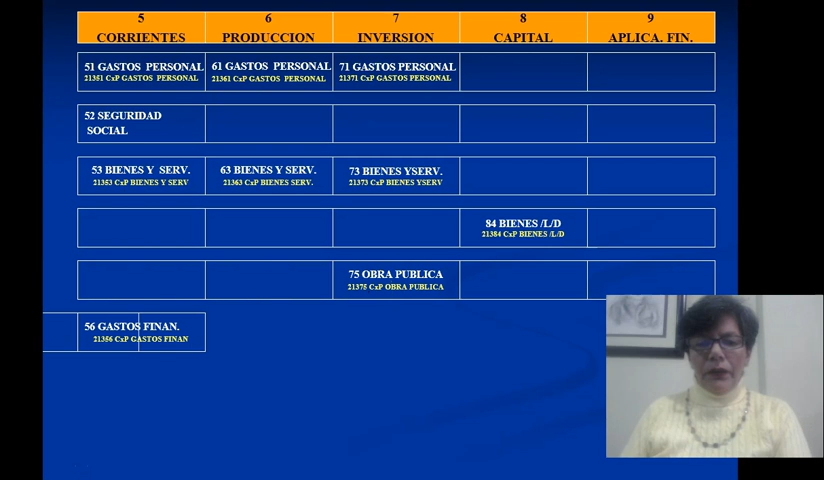 5 6 7 8 9
CORRIENTES PRODUCCION INVERSION CAPITAL APLICA. FIN.
51 GASTOS PERSONAL 61 GASTOS PERSONAL 71 GASTOS PERSONAL
21351 CxP GASTOS PERSONAL 21361 CxP GASTOS PERSONAL 21371 CxP GASTOS PERSONAL
52 SEGURIDAD
SOCIAL
53 BIENES Y SERV. 63 BIENES Y SERV. 73 BIENES YSERV.
21353 CxP BIENES Y SERV 21363 CxP BIENES SERV. 21373 CxP BIENES YSERV
84 BIENES /L/D
21384 CxP BIENES /L/D
75 OBRA PUBLICA
21375 CxP OBRA PUBLICA
56 GASTOS FINAN.
21356 CxP GASTOS FINAN